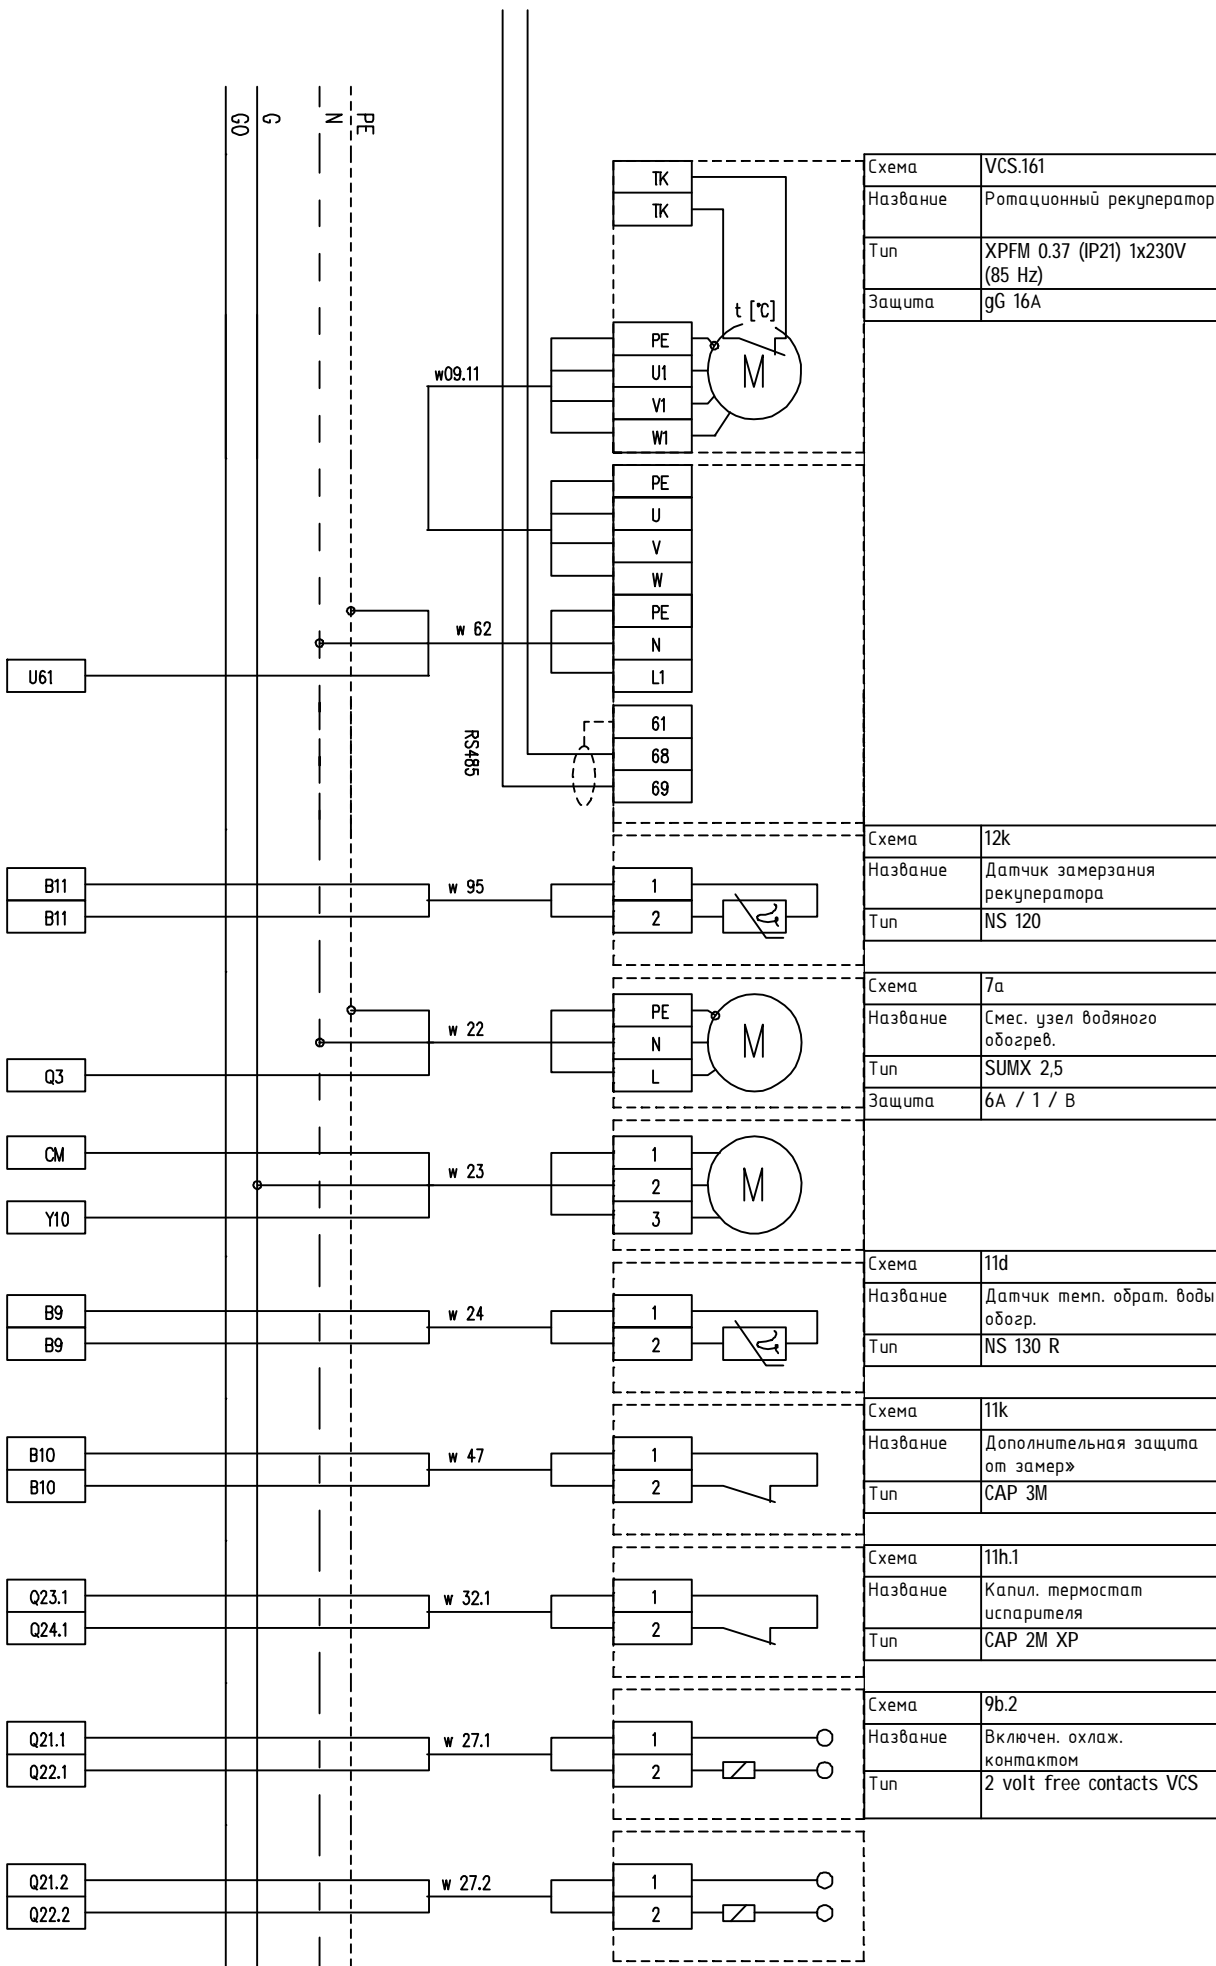 G0
G
N
PE
TK
TK
t [°C]
PE
U1
V1
W1
M
w09.11
Схема VCS.161
Название Ротационный рекуператор
Тип XPFM 0.37 (IP21) 1x230V
(85 Hz)
Защита gG 16A
PE
U
V
W
PE
N
L1
w 62
U61
61
68
69
RS485
B11
B11
w 95
1
2
Схема 12k
Название Датчик замерзания
рекуператора
Тип NS 120
Q3
w 22
PE
N
L
M
Схема 7a
Название Смес. узел водяного
обогрев.
Тип SUMX 2,5
Защита 6A / 1 / B
CM
Y10
w 23
1
2
3
M
B9
B9
w 24
1
2
Схема 11d
Название Датчик темп. обрат. воды
обогр.
Тип NS 130 R
B10
B10
w 47
1
2
Схема 11k
Название Дополнительная защита
от замер»
Тип CAP 3M
Q23.1
Q24.1
w 32.1
1
2
Схема 11h.1
Название Капил. термостат
испарителя
Тип CAP 2M XP
Q21.1
Q22.1
w 27.1
1
2
Схема 9b.2
Название Включен. охлаж.
контактом
Тип 2 volt free contacts VCS
Q21.2
Q22.2
w 27.2
1
2